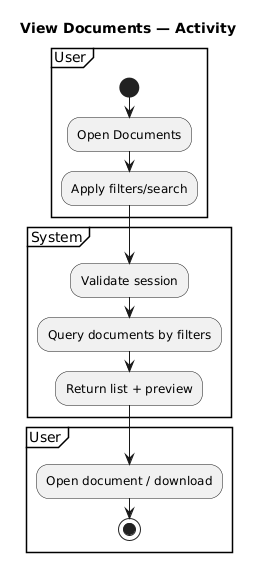 View Documents — Activity
User
Open Documents
Apply filters/search
System
Validate session
Query documents by filters
Return list + preview
User
Open document / download